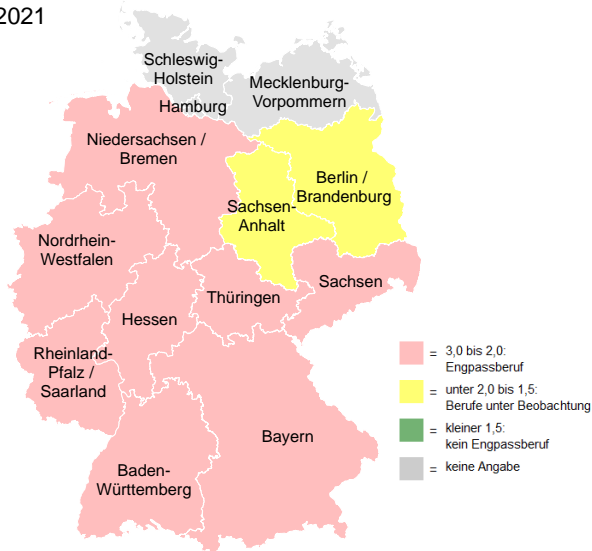 2021
Schleswig-
Holstein
Mecklenburg-
Vorpommern
Hamburg
Niedersachsen /
Bremen
Berlin /
Brandenburg
Sachsen-
Anhalt
Nordrhein-
Westfalen
Sachsen
Thüringen
Hessen
Rheinland-
Pfalz /
Saarland
Bayern
Baden-
Württemberg
= 3,0 bis 2,0:
Engpassberuf
= unter 2,0 bis 1,5:
Berufe unter Beobachtung
= kleiner 1,5:
kein Engpassberuf
= keine Angabe